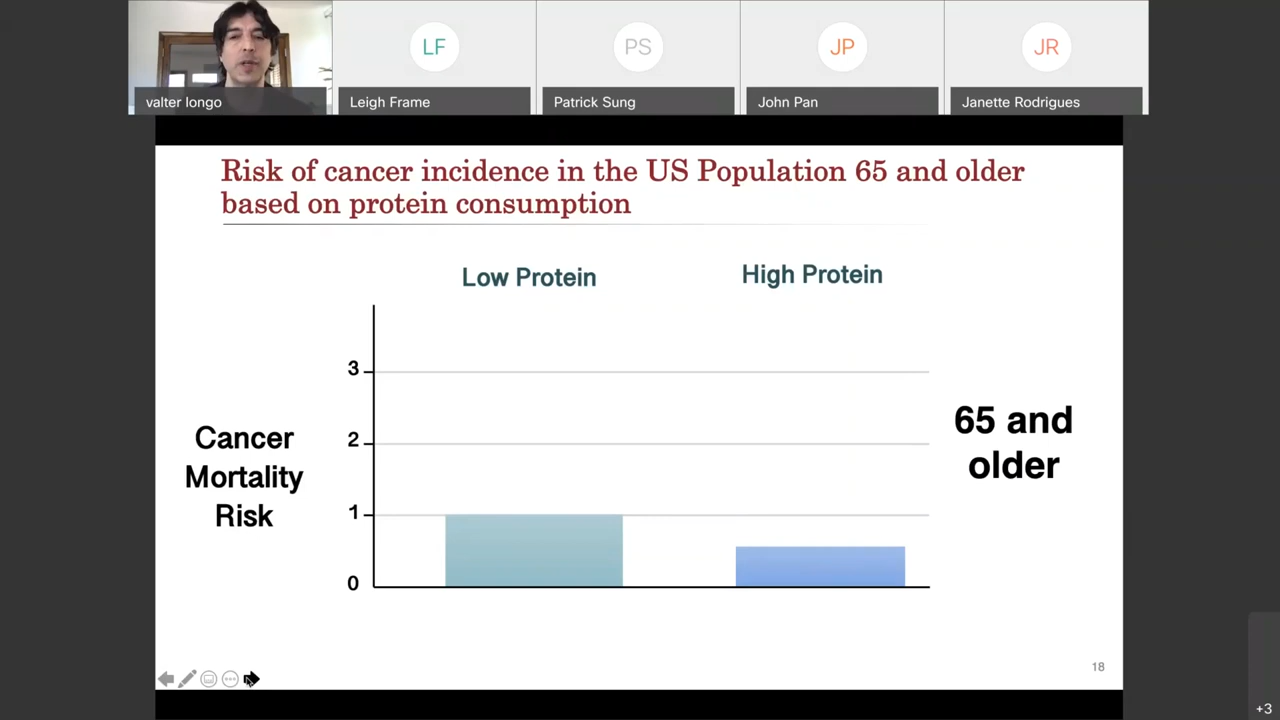 LF
PS
JP
JR
valter longo
Leigh Frame
Patrick Sung
John Pan
Janette Rodrigues
Risk of cancer incidence in the US Population 65 and older
based on protein consumption
Low Protein
High Protein
3
2
1
0
Cancer
Mortality
Risk
65 and
older
18
+3